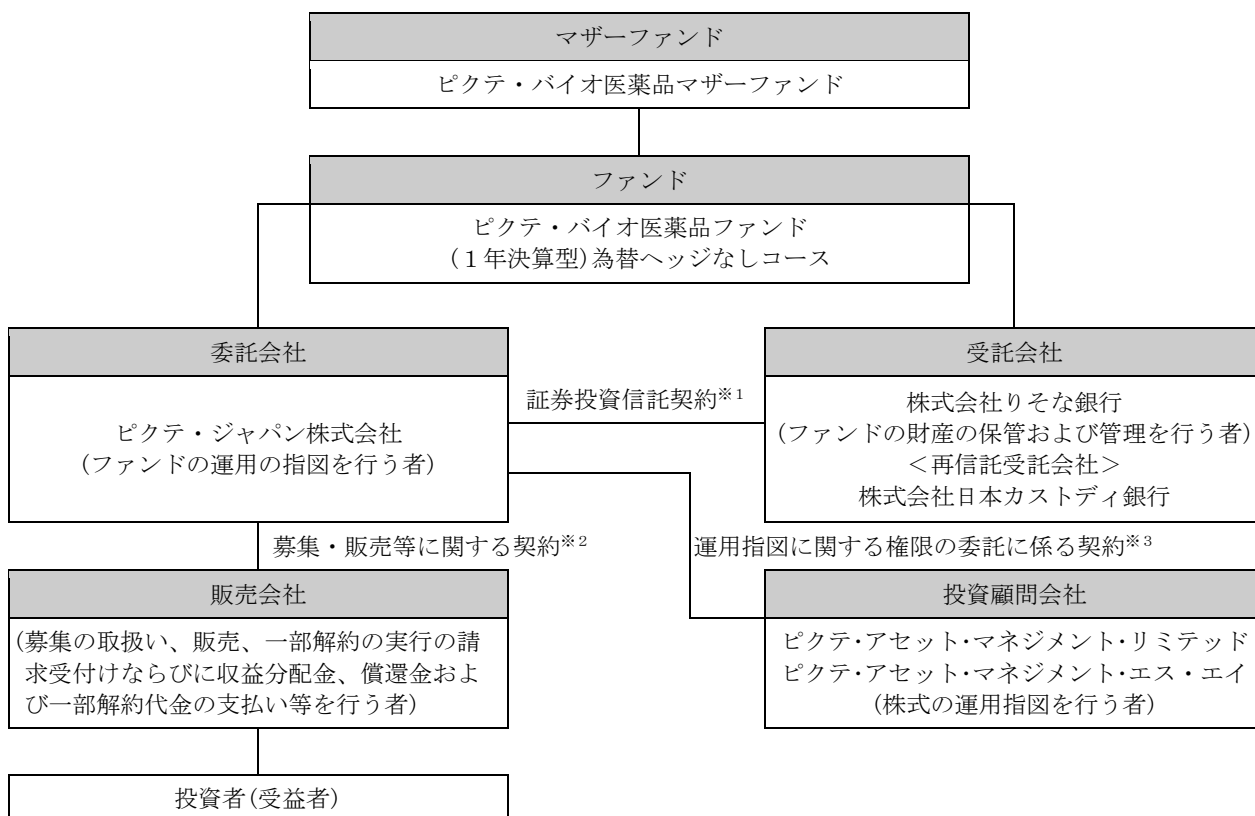 マザーファンド
ピクテ・バイオ医薬品マザーファンド
ファンド
ピクテ・バイオ医薬品ファンド
(１年決算型)為替ヘッジなしコース
委託会社
ピクテ・ジャパン株式会社
(ファンドの運用の指図を行う者)
証券投資信託契約※1
受託会社
株式会社りそな銀行
(ファンドの財産の保管および管理を行う者)
＜再信託受託会社＞
株式会社日本カストディ銀行
募集・販売等に関する契約※2
運用指図に関する権限の委託に係る契約※3
販売会社
(募集の取扱い、販売、一部解約の実行の請
求受付けならびに収益分配金、償還金およ
び一部解約代金の支払い等を行う者)
投資顧問会社
ピクテ・アセット・マネジメント・リミテッド
ピクテ・アセット・マネジメント・エス・エイ
(株式の運用指図を行う者)
投資者(受益者)